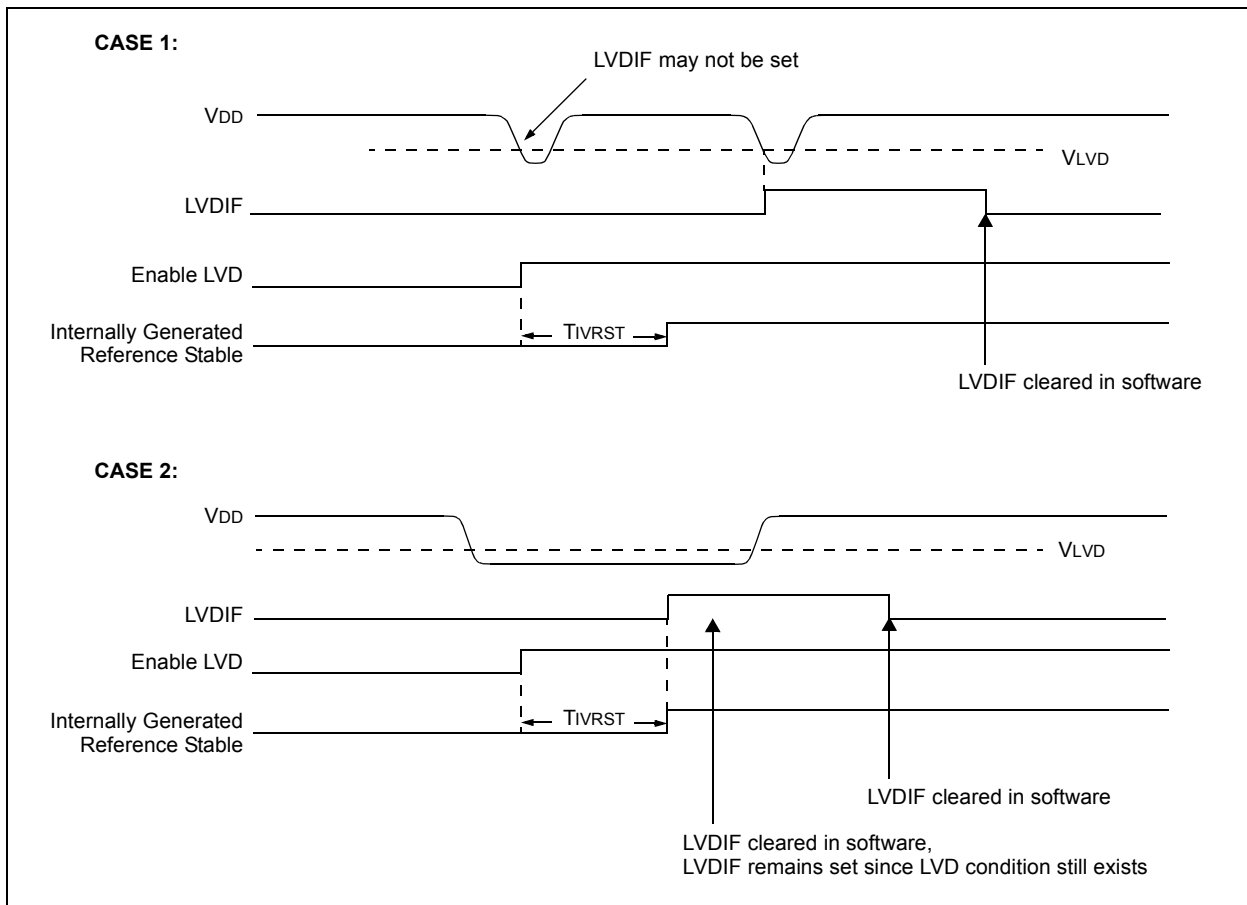 CASE 1:
LVDIF may not be set
VDD
VLVD
LVDIF
Enable LVD
Internally Generated
Reference Stable
TIVRST
LVDIF cleared in software
CASE 2:
VDD
VLVD
LVDIF
Enable LVD
Internally Generated
Reference Stable
TIVRST
LVDIF cleared in software
LVDIF cleared in software,
LVDIF remains set since LVD condition still exists